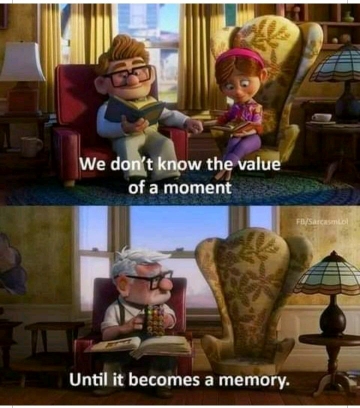 We don't know the value
of a moment
FB/Sarcasmlol
Until it becomes a memory.